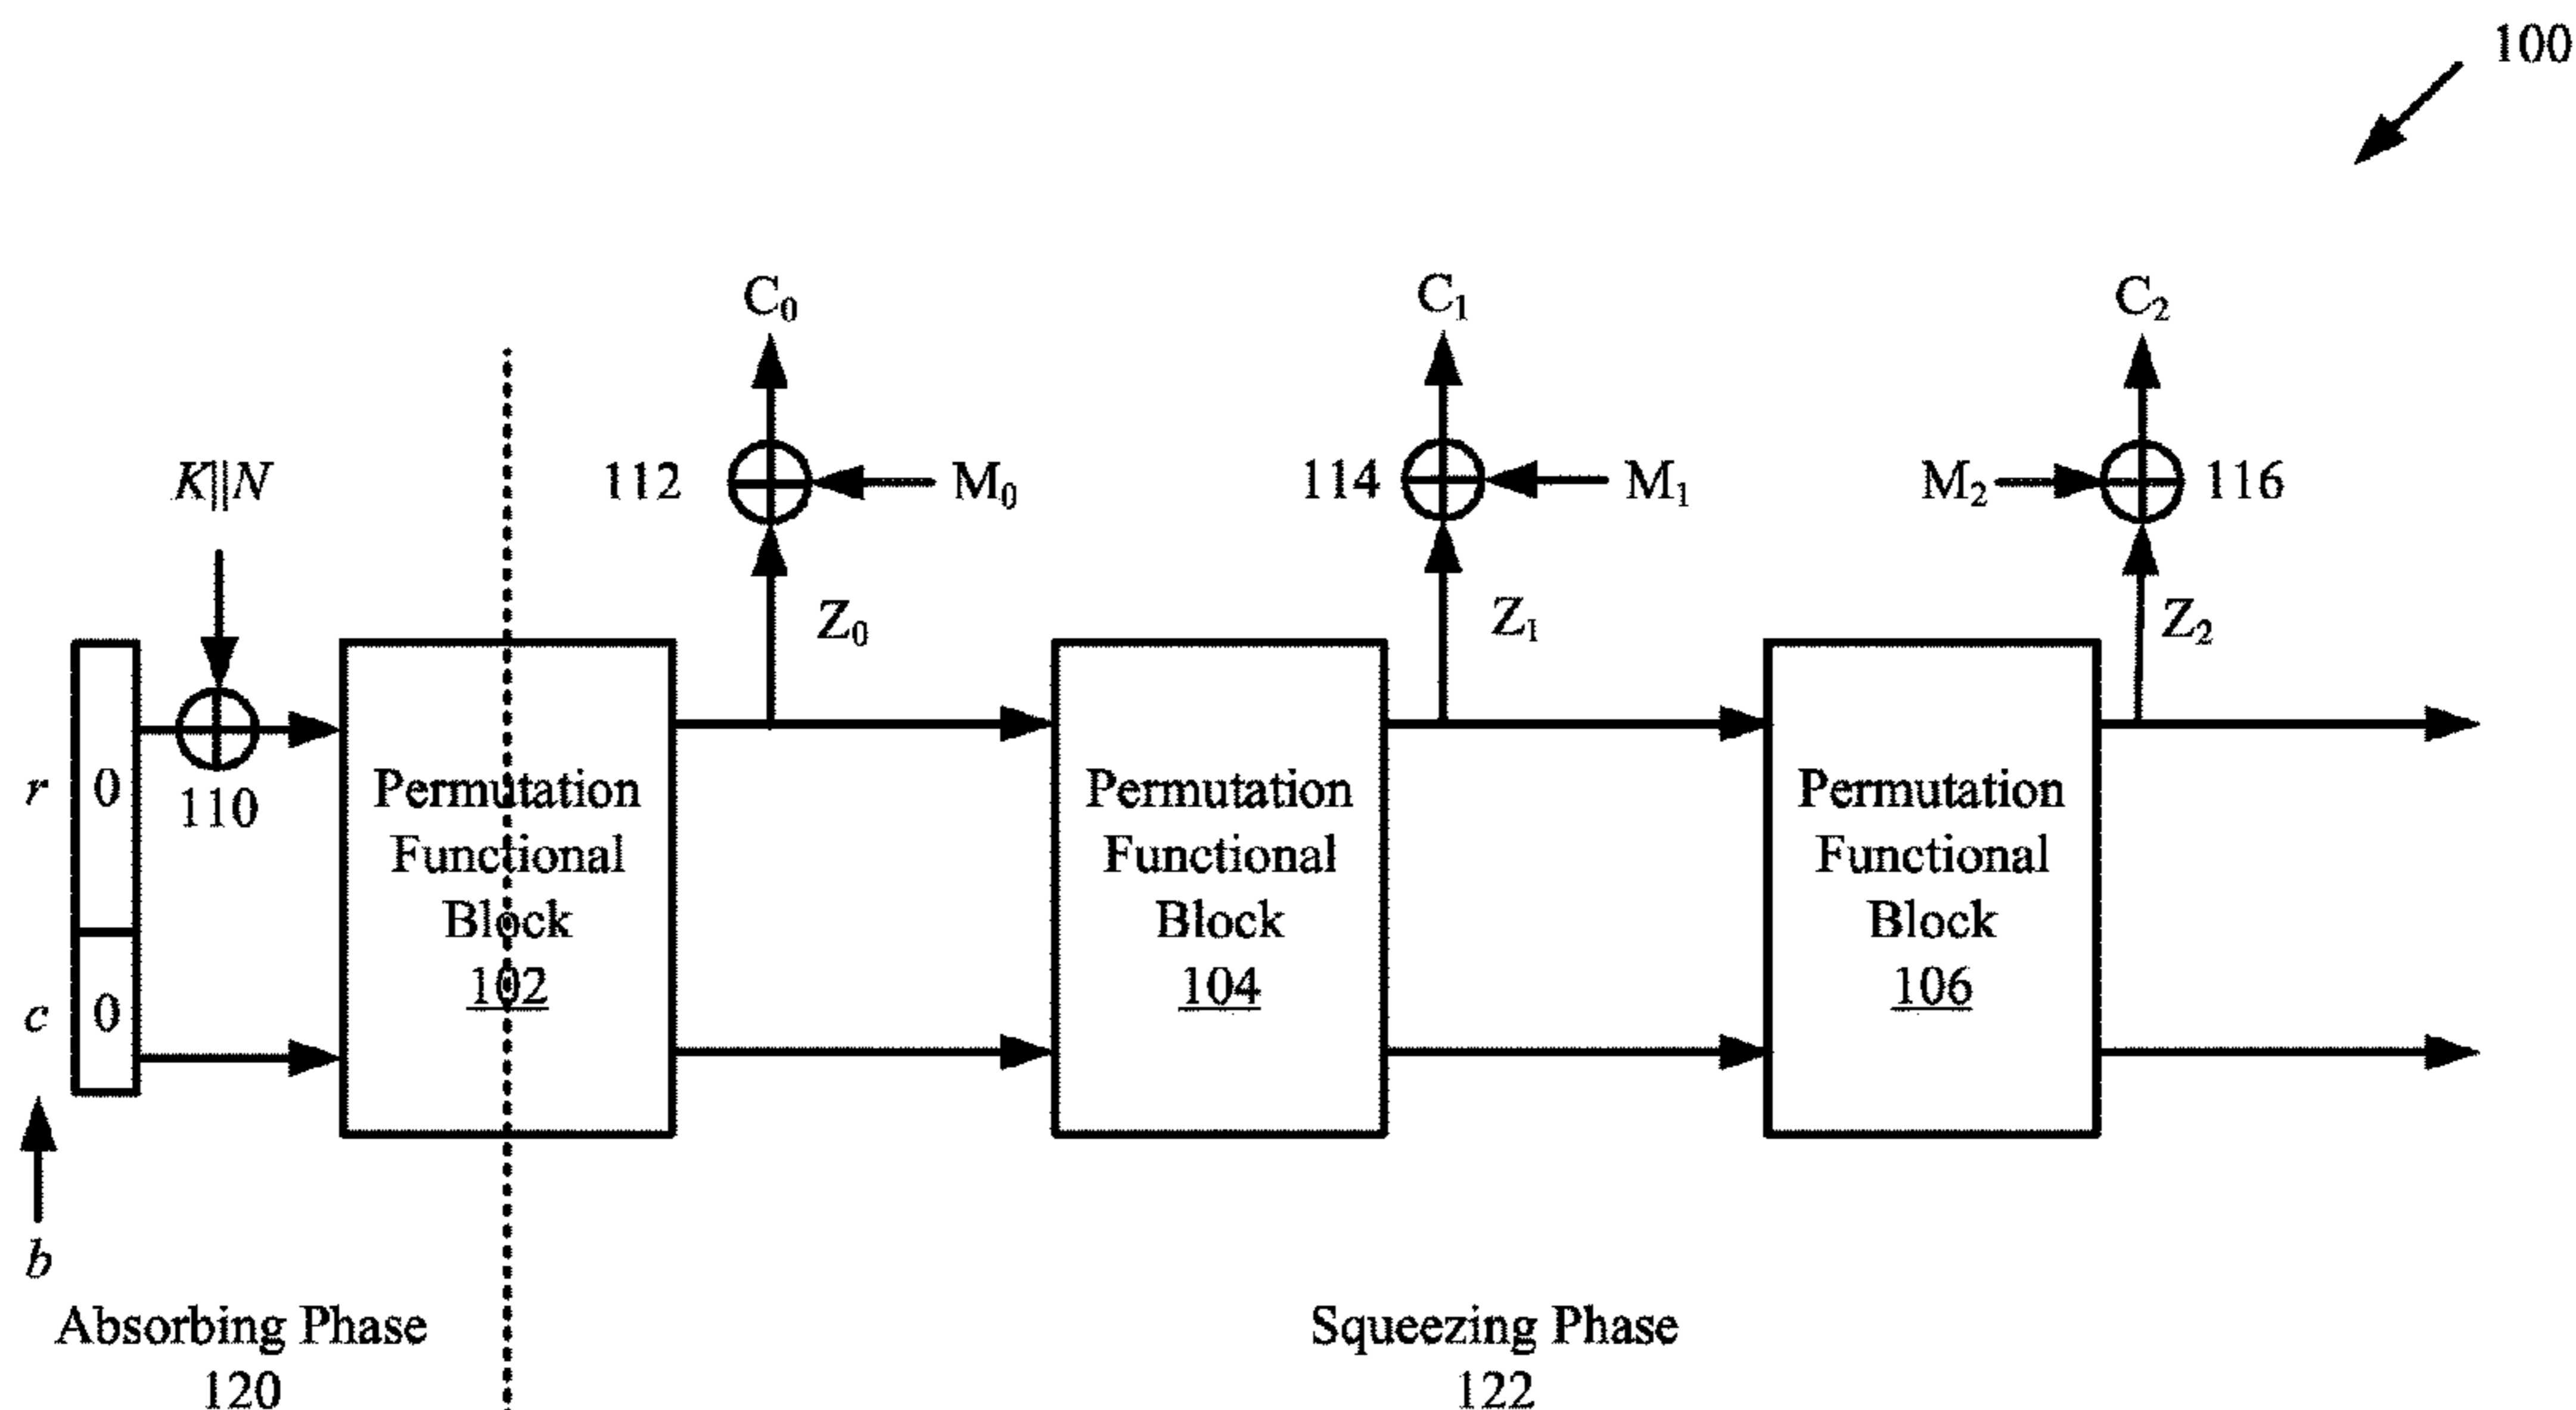 100
C₀
C₁
C₂
K||N
112
M₀
114
M₁
M₂
116
Z₀
Z₁
Z₂
r
0
110
Permutation
Functional
Block
102
Permutation
Functional
Block
104
Permutation
Functional
Block
106
c
0
b
Absorbing Phase
120
Squeezing Phase
122